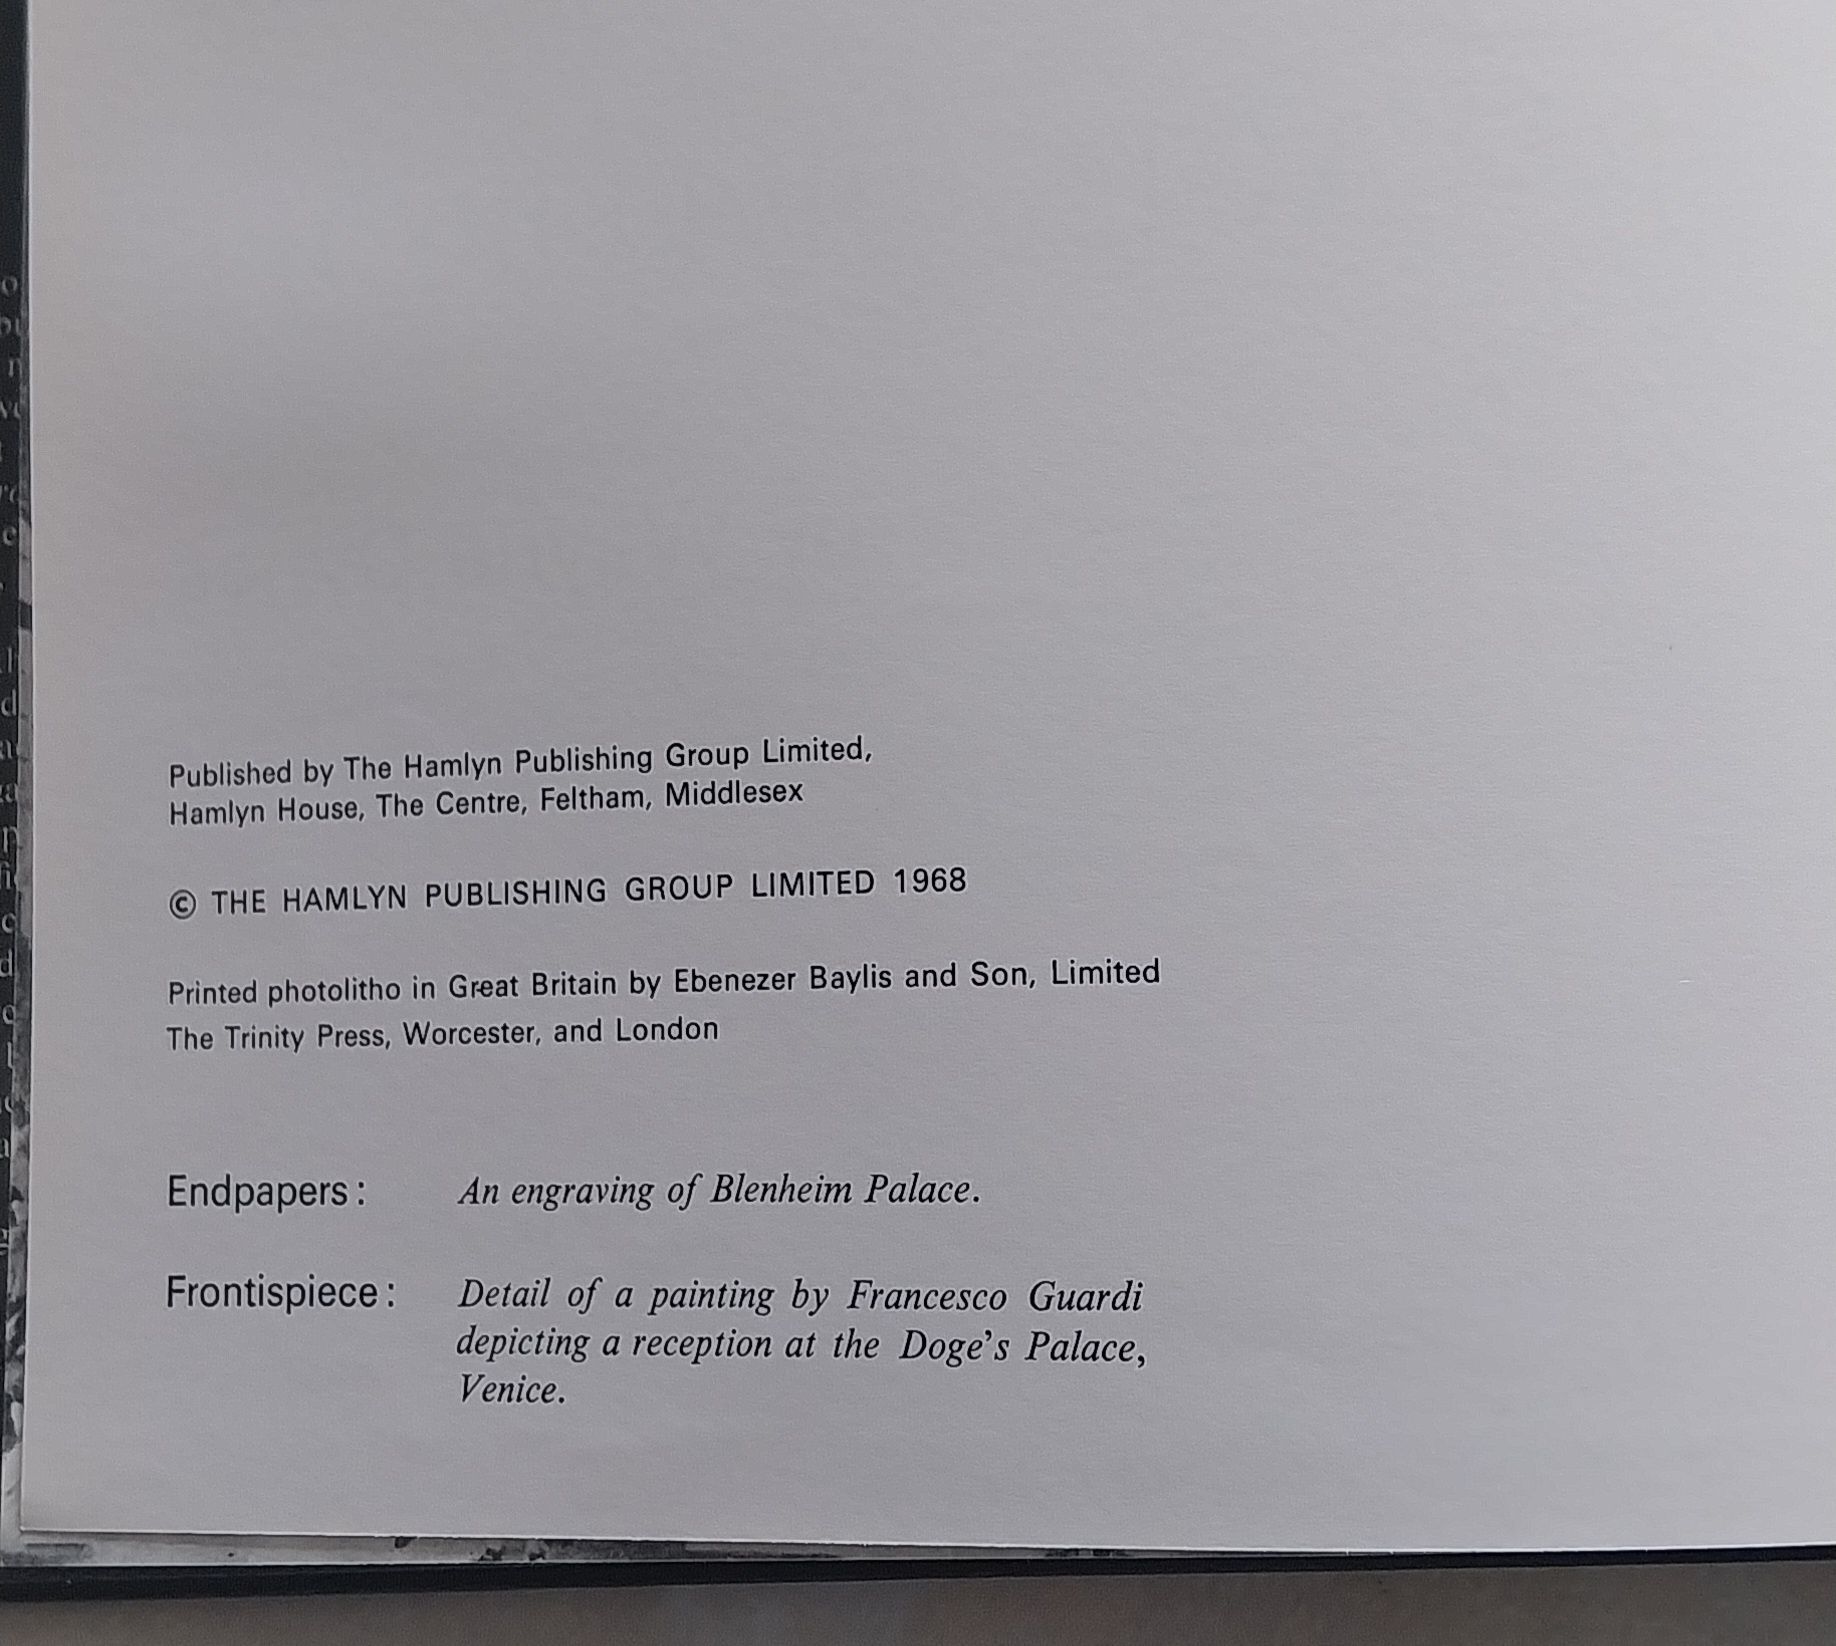 Published by The Hamlyn Publishing Group Limited,
Hamlyn House, The Centre, Feltham, Middlesex
© THE HAMLYN PUBLISHING GROUP LIMITED 1968
Printed photolitho in Great Britain by Ebenezer Baylis and Son, Limited
The Trinity Press, Worcester, and London
Endpapers: An engraving of Blenheim Palace.
Frontispiece: Detail of a painting by Francesco Guardi
depicting a reception at the Doge's Palace,
Venice.